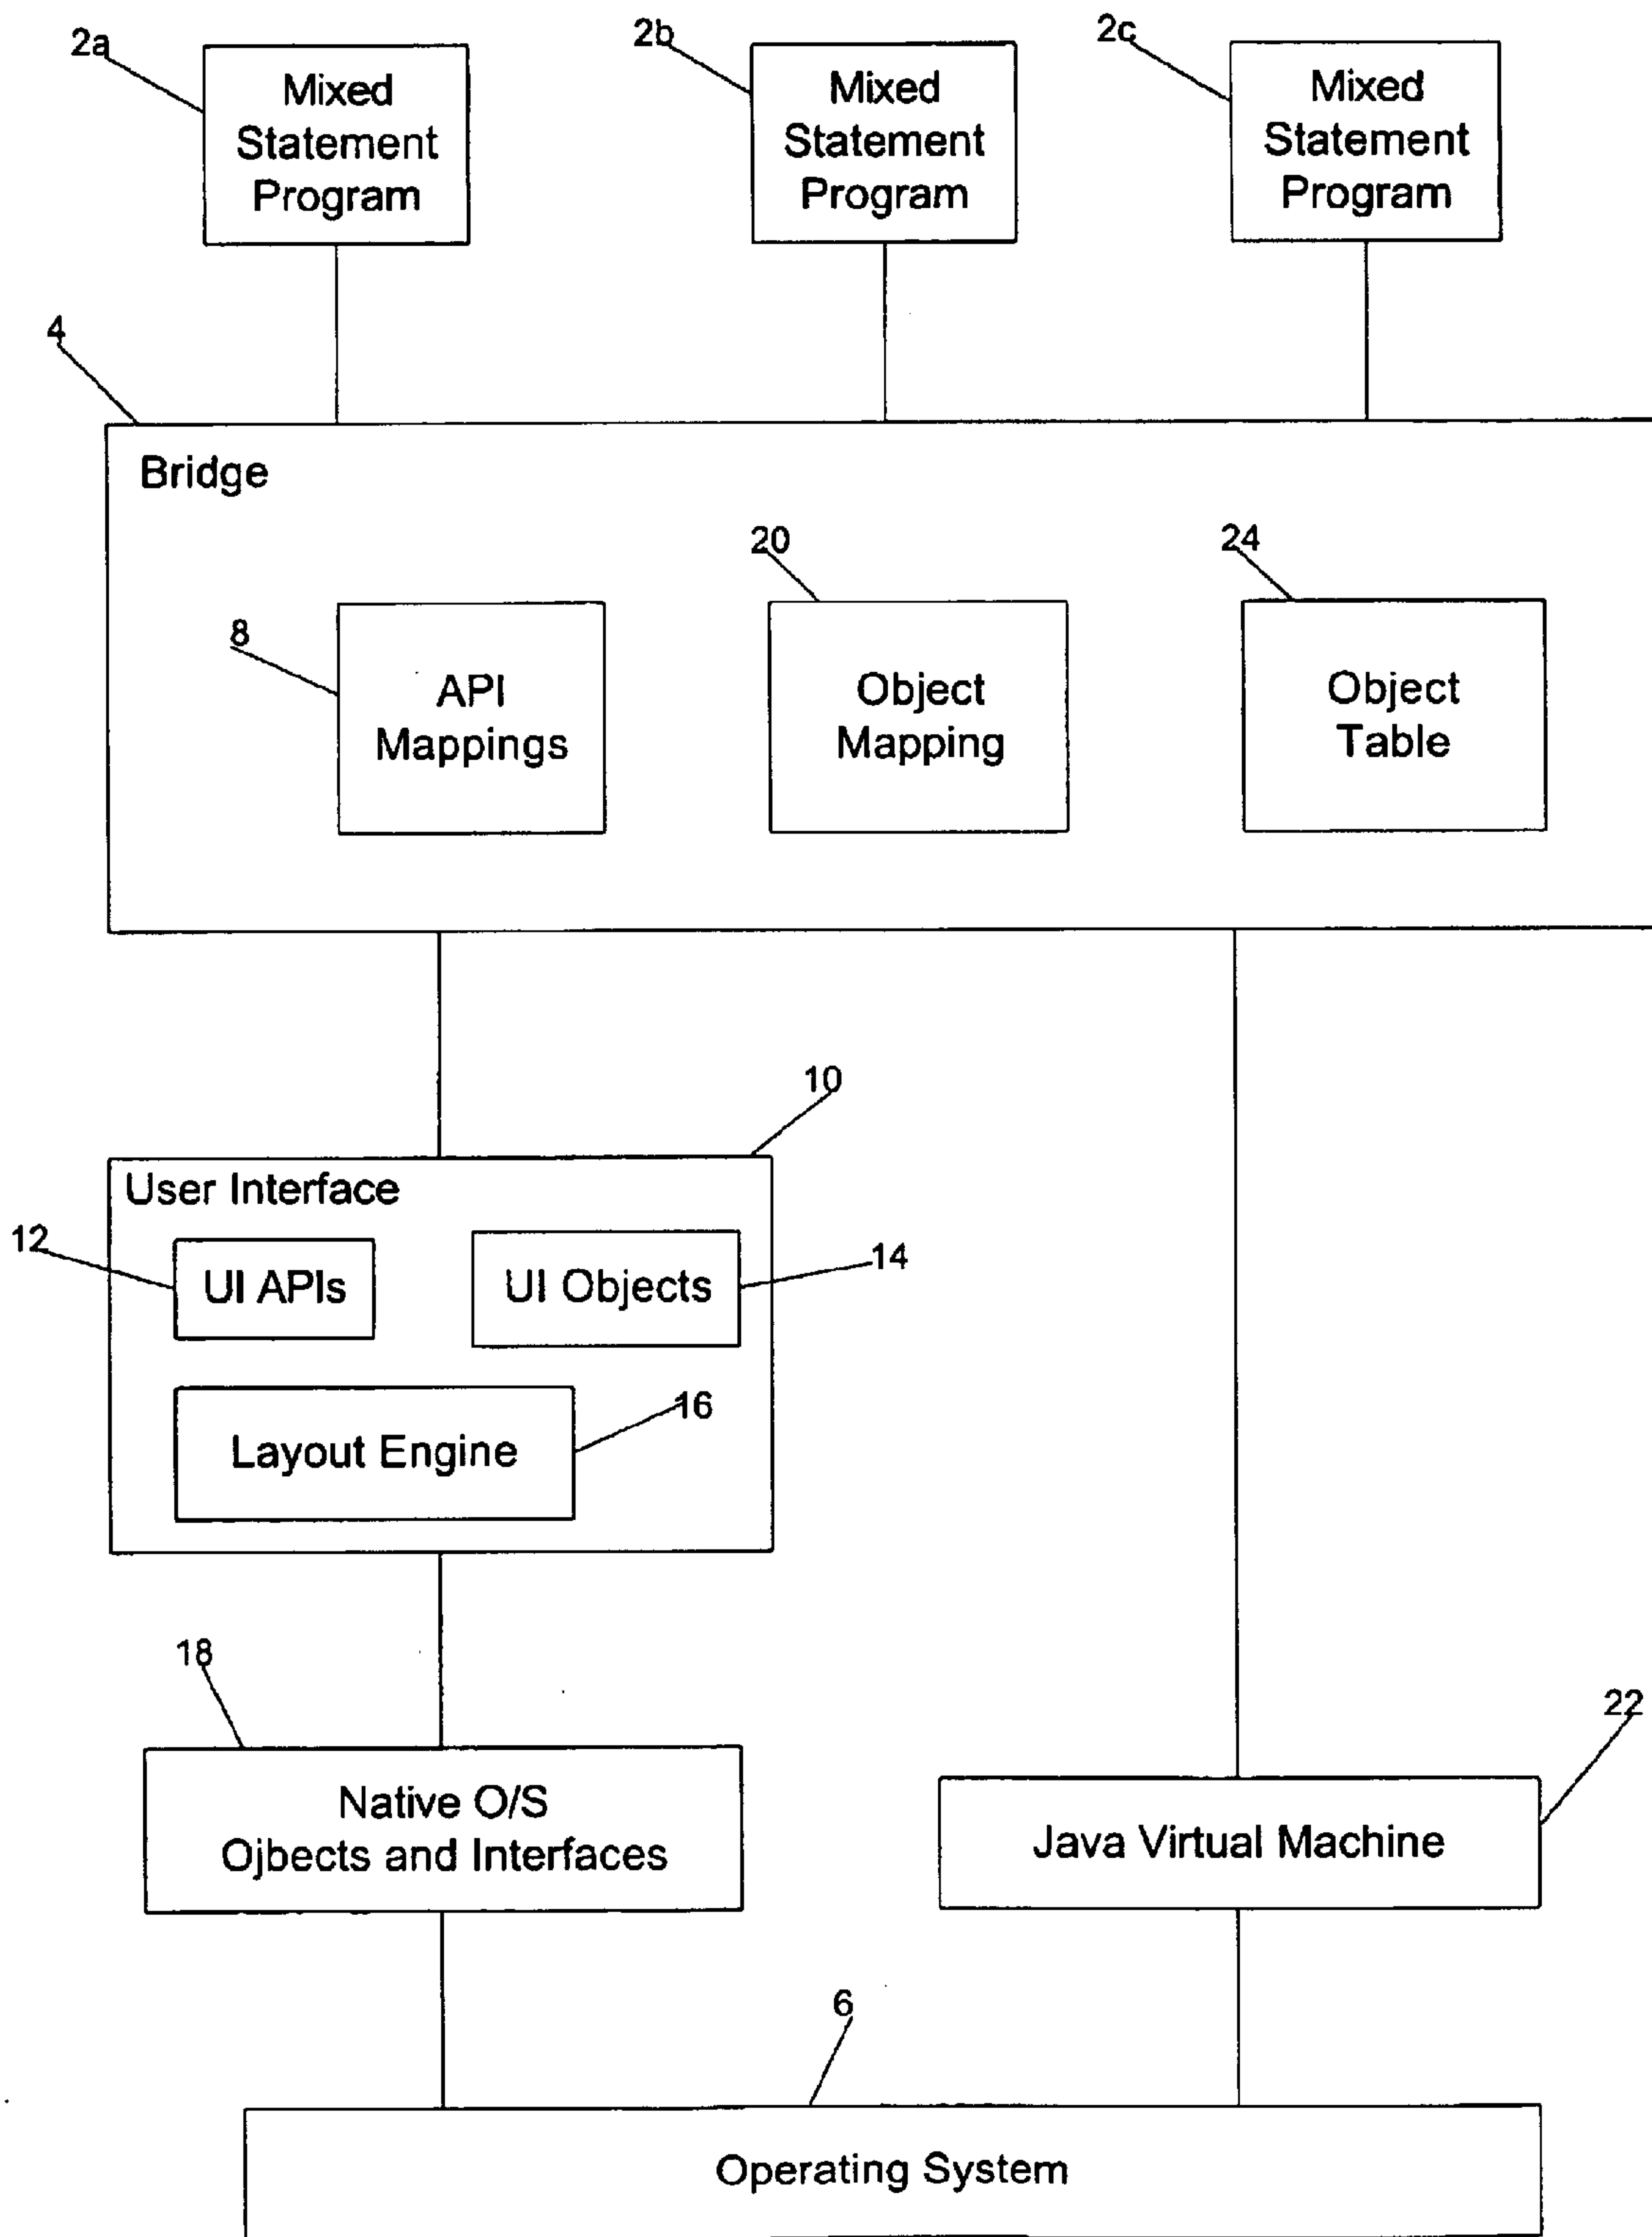 2a
Mixed
Statement
Program
2b
Mixed
Statement
Program
2c
Mixed
Statement
Program
4
Bridge
8
API
Mappings
20
Object
Mapping
24
Object
Table
10
User Interface
12
UI APIs
UI Objects
14
Layout Engine
16
18
Native O/S
Ojbects and Interfaces
22
Java Virtual Machine
6
Operating System